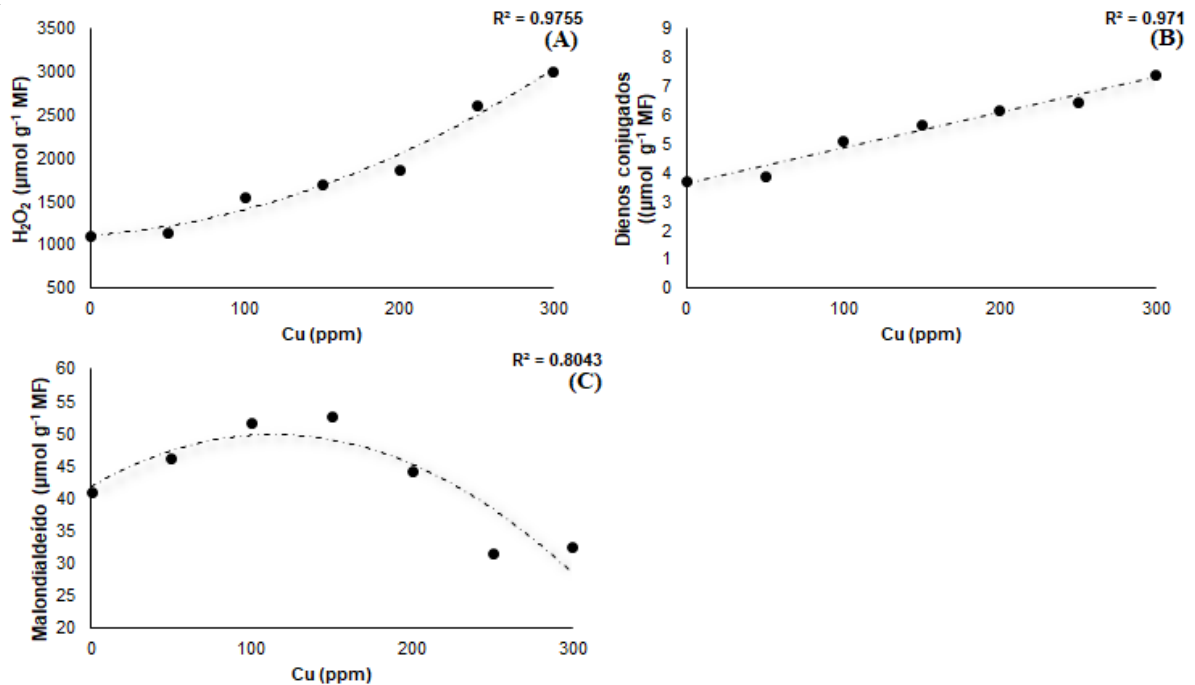 R² = 0.9755
(A)
3500
3000
2500
2000
1500
1000
500
H₂O₂ (µmol g⁻¹ MF)
0
100
200
300
Cu (ppm)
R² = 0.971
(B)
9
8
7
6
5
4
3
2
1
0
Dienos conjugados
((µmol g⁻¹ MF)
0
100
200
300
Cu (ppm)
R² = 0.8043
(C)
60
55
50
45
40
35
30
25
20
Malondialdeído (µmol g⁻¹ MF)
0
100
200
300
Cu (ppm)